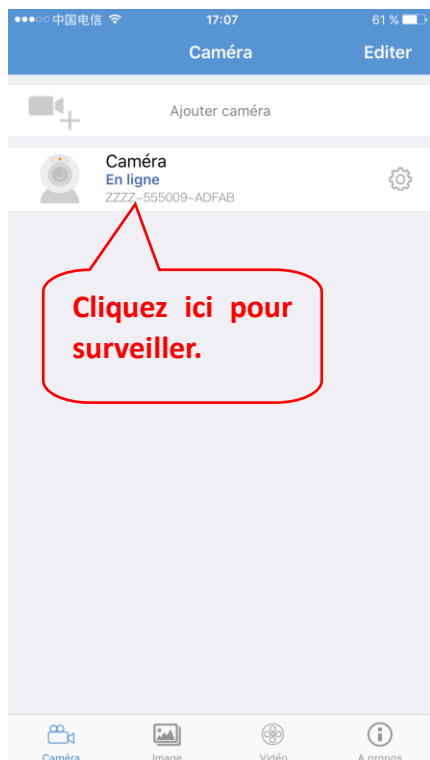 中国电信 17:07 61 %
Caméra Editer
Ajouter caméra
Caméra
En ligne
ZZZZ-555009-ADFAB
Cliquez ici pour
surveiller.
Caméra Image Vidéo A propos